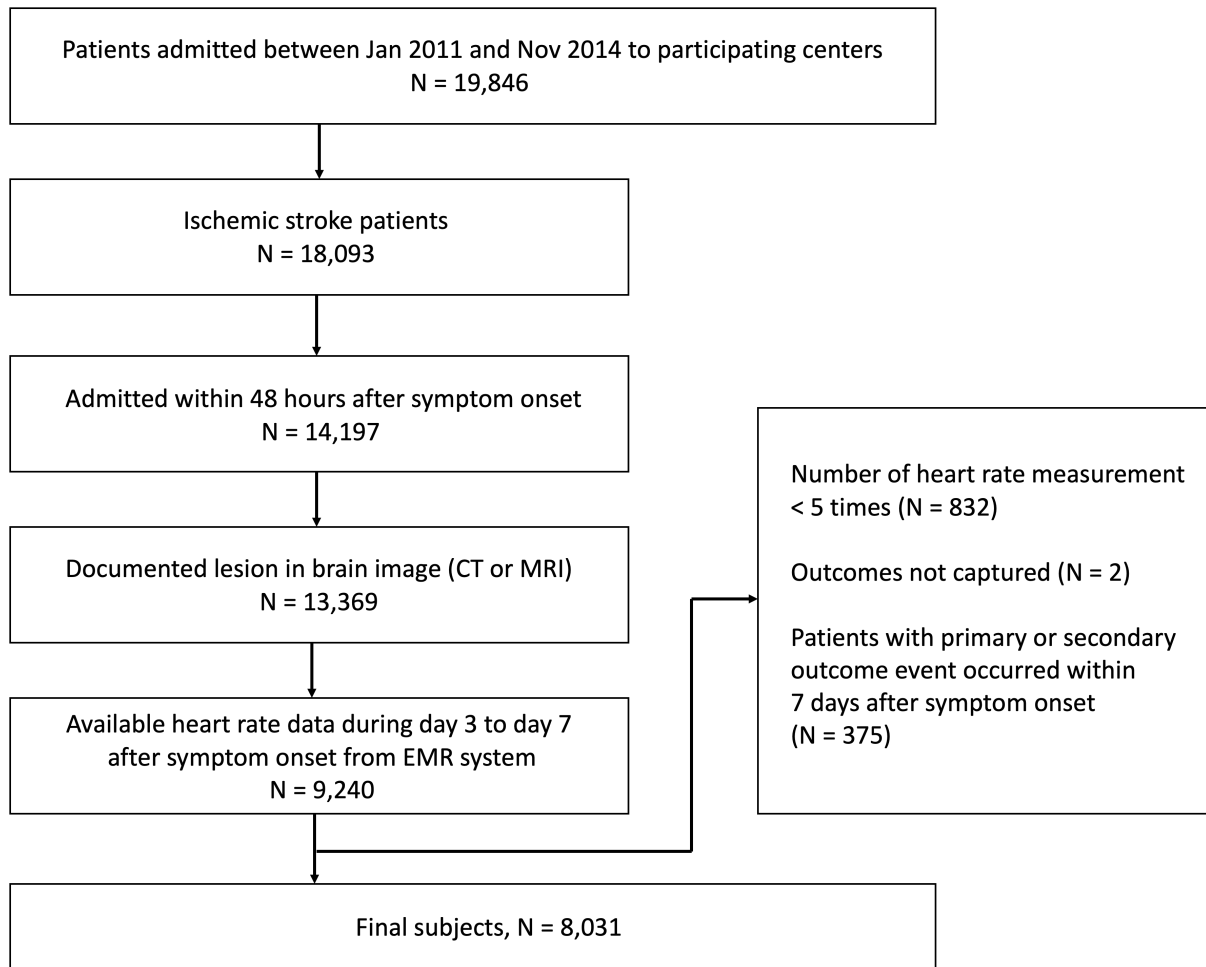 Patients admitted between Jan 2011 and Nov 2014 to participating centers
N = 19,846
Ischemic stroke patients
N = 18,093
Admitted within 48 hours after symptom onset
N = 14,197
Documented lesion in brain image (CT or MRI)
N = 13,369
Available heart rate data during day 3 to day 7
after symptom onset from EMR system
N = 9,240
Number of heart rate measurement
< 5 times (N = 832)
Outcomes not captured (N = 2)
Patients with primary or secondary
outcome event occurred within
7 days after symptom onset
(N = 375)
Final subjects, N = 8,031